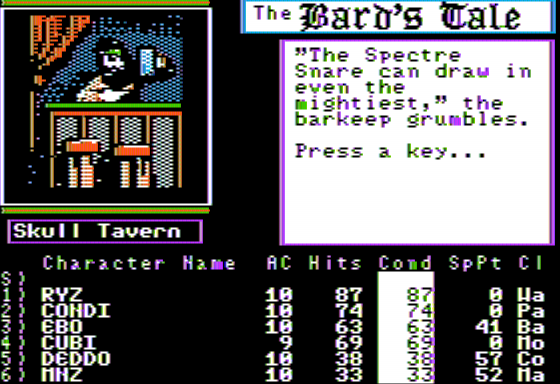 The Bard's Tale
"The Spectre
Snare can draw in
even the
mightiest," the
barkeep grumbles.
Press a key...
Skull Tavern
Character Name AC Hits Cond SpPt Cl
S)
1) RYZ 10 87 87 0 Wa
2) CONDI 10 74 74 0 Pa
3) EBO 10 63 63 41 Ba
4) CUBI 9 69 69 0 Mo
5) DEDDO 10 38 38 57 Co
6) MNZ 10 33 33 52 Ma